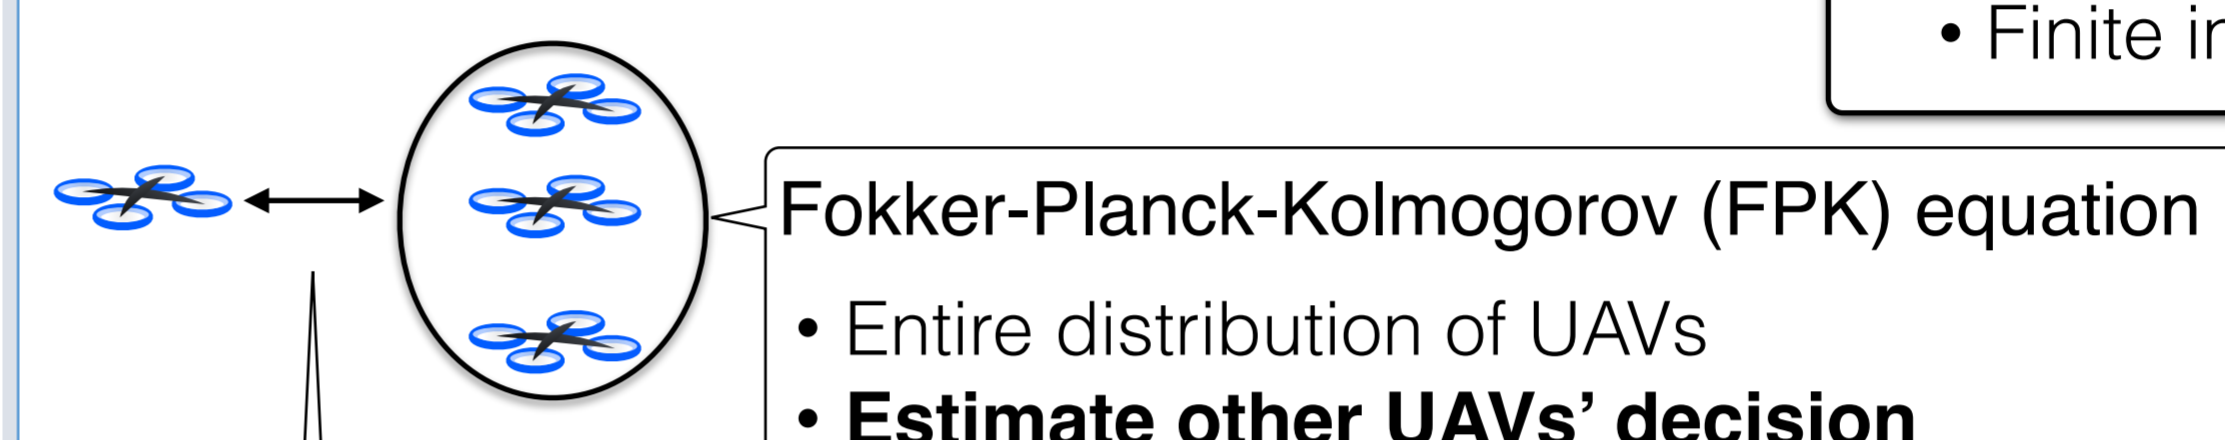 • Finite
Fokker-Planck-Kolmogorov (FPK) equation
• Entire distribution of UAVs
• Estimate other UAVs’ decision